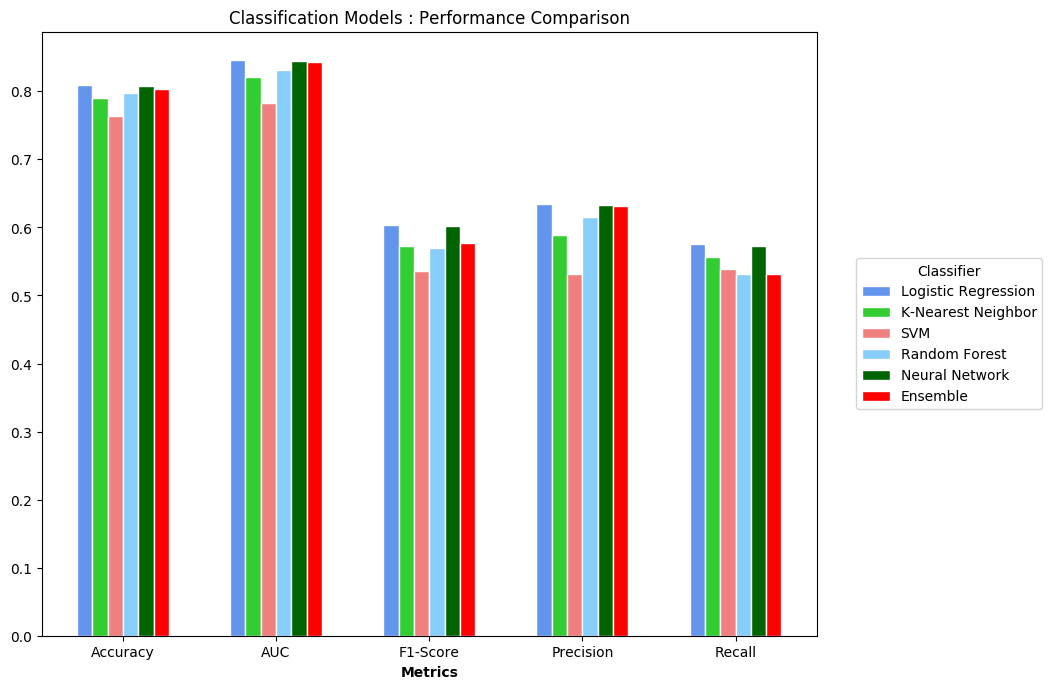 Classification Models : Performance Comparison
0.8
0.7
0.6
0.5
0.4
0.3
0.2
0.1
0.0
Accuracy AUC F1-Score Precision Recall
Metrics
Classifier
Logistic Regression
K-Nearest Neighbor
SVM
Random Forest
Neural Network
Ensemble